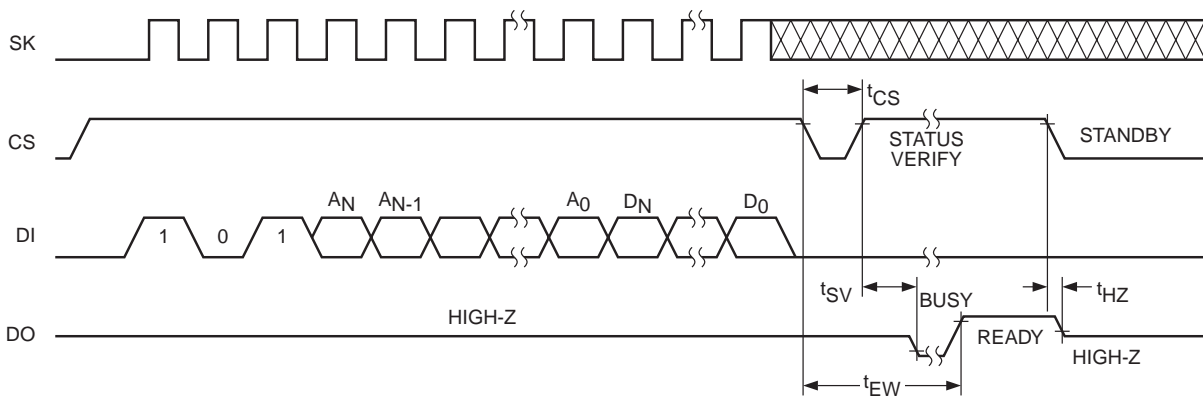 SK
tCS
CS
STATUS
VERIFY
STANDBY
AN AN-1 A0 DN D0
DI
1 0 1
tSV BUSY tHZ
HIGH-Z
DO
READY
HIGH-Z
tEW